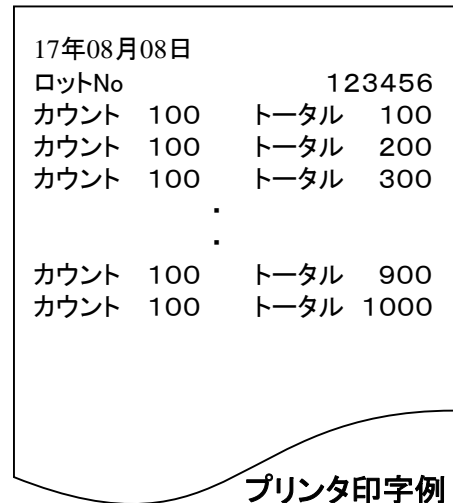 17年08月08日
ロットNo 123456
カウント 100 トータル 100
カウント 100 トータル 200
カウント 100 トータル 300
・
・
カウント 100 トータル 900
カウント 100 トータル 1000
プリンタ印字例